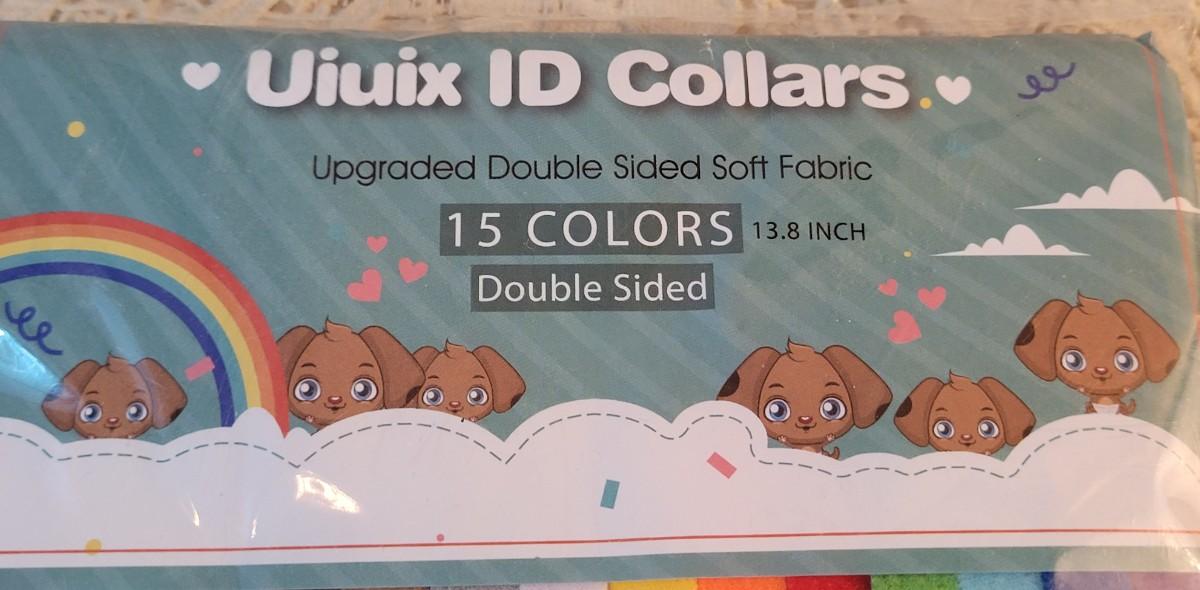 Uiuix ID Collars
Upgraded Double Sided Soft Fabric
15 COLORS 13.8 INCH
Double Sided